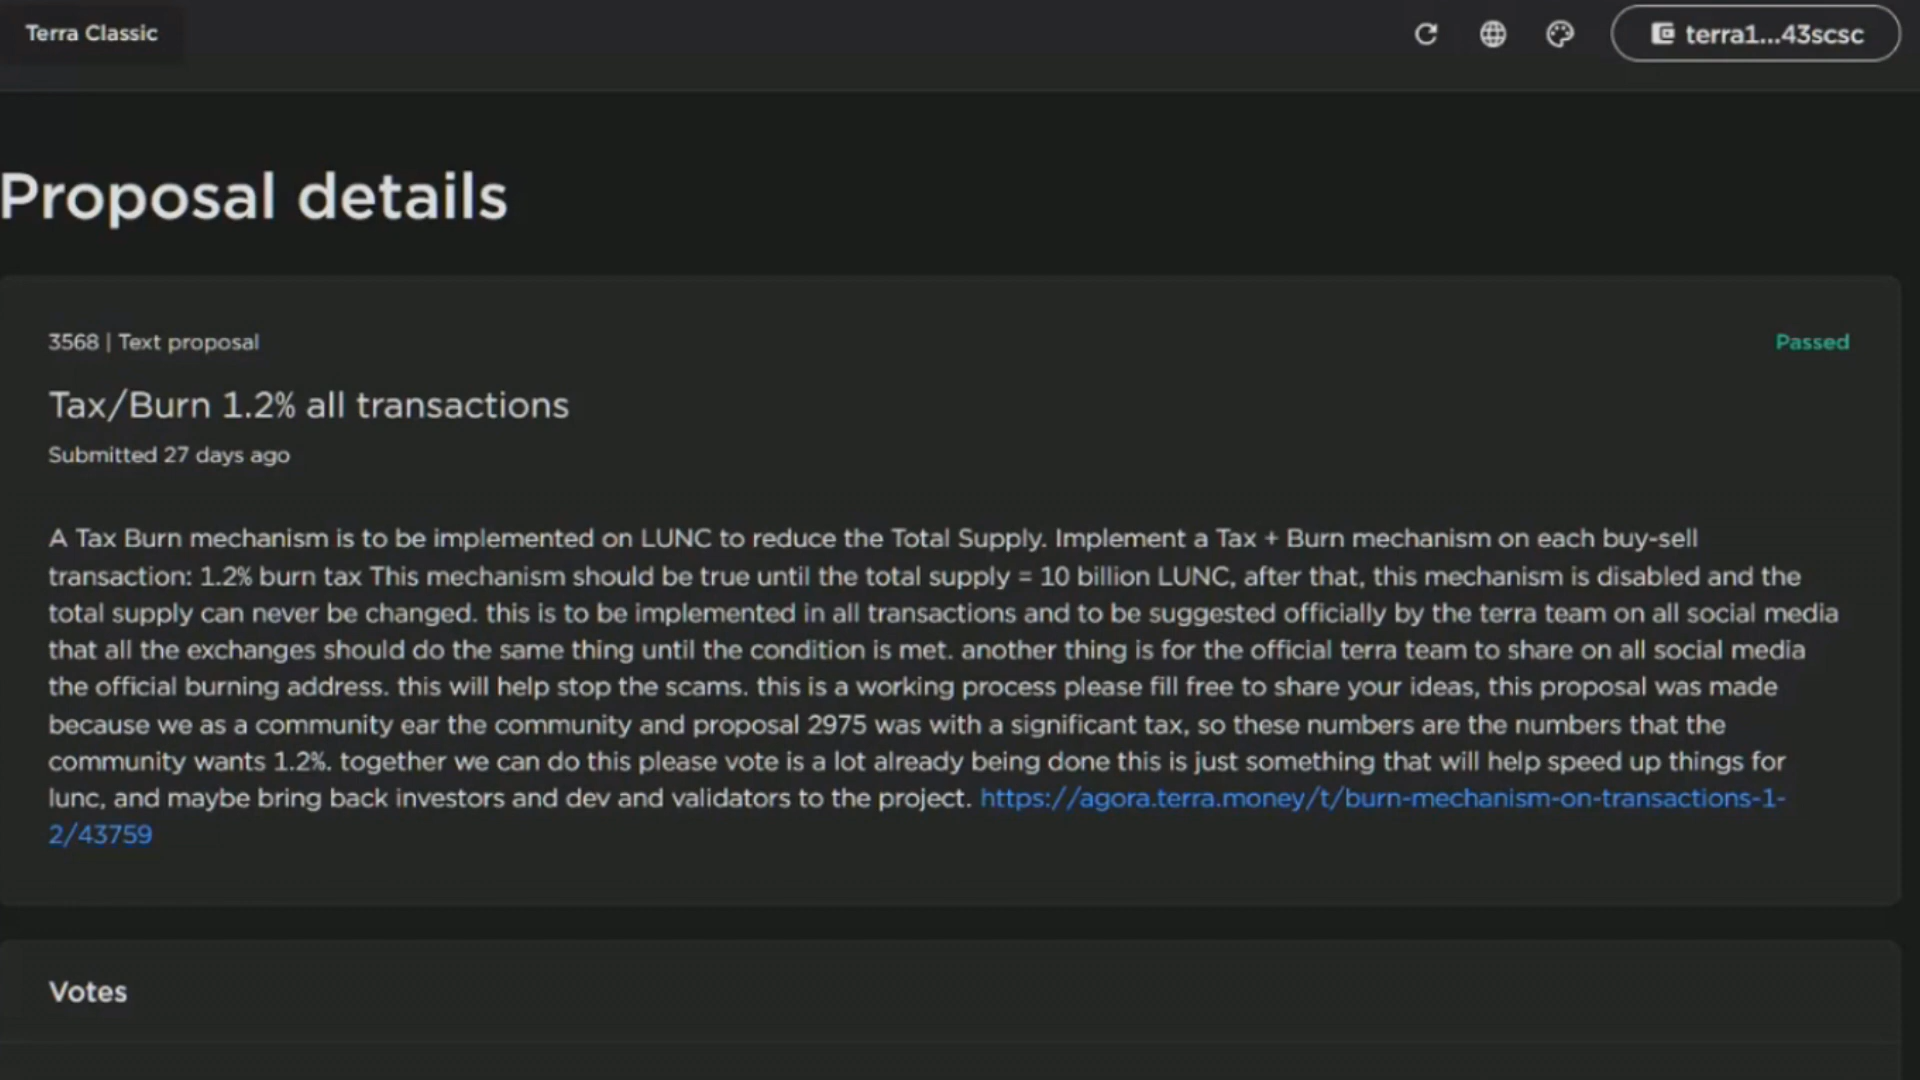 Terra Classic
terra1...43scsc
Proposal details
3568 | Text proposal
Passed
Tax/Burn 1.2% all transactions
Submitted 27 days ago
A Tax Burn mechanism is to be implemented on LUNC to reduce the Total Supply. Implement a Tax + Burn mechanism on each buy-sell
transaction: 1.2% burn tax This mechanism should be true until the total supply = 10 billion LUNC, after that, this mechanism is disabled and the
total supply can never be changed. this is to be implemented in all transactions and to be suggested officially by the terra team on all social media
that all the exchanges should do the same thing until the condition is met. another thing is for the official terra team to share on all social media
the official burning address. this will help stop the scams. this is a working process please fill free to share your ideas, this proposal was made
because we as a community ear the community and proposal 2975 was with a significant tax, so these numbers are the numbers that the
community wants 1.2%. together we can do this please vote is a lot already being done this is just something that will help speed up things for
lunc, and maybe bring back investors and dev and validators to the project. https://agora.terra.money/t/burn-mechanism-on-transactions-1-
2/43759
Votes